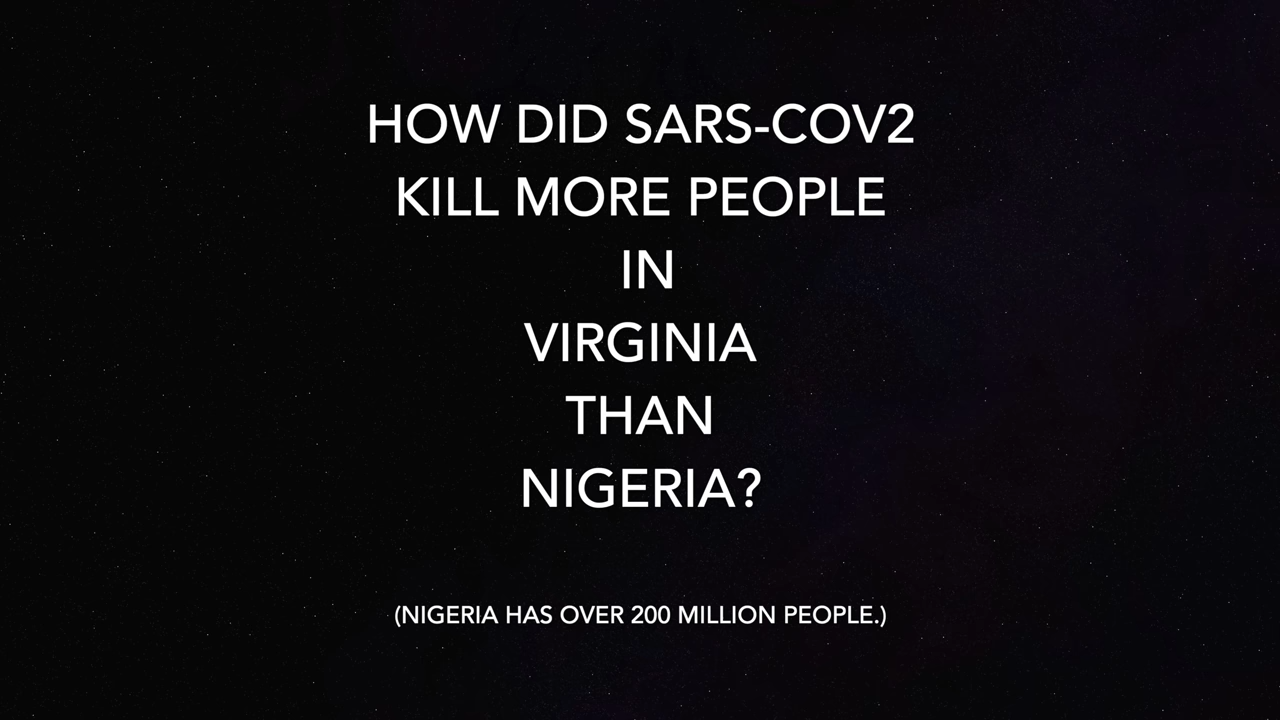 HOW DID SARS-COV2
KILL MORE PEOPLE
IN
VIRGINIA
THAN
NIGERIA?
(NIGERIA HAS OVER 200 MILLION PEOPLE.)